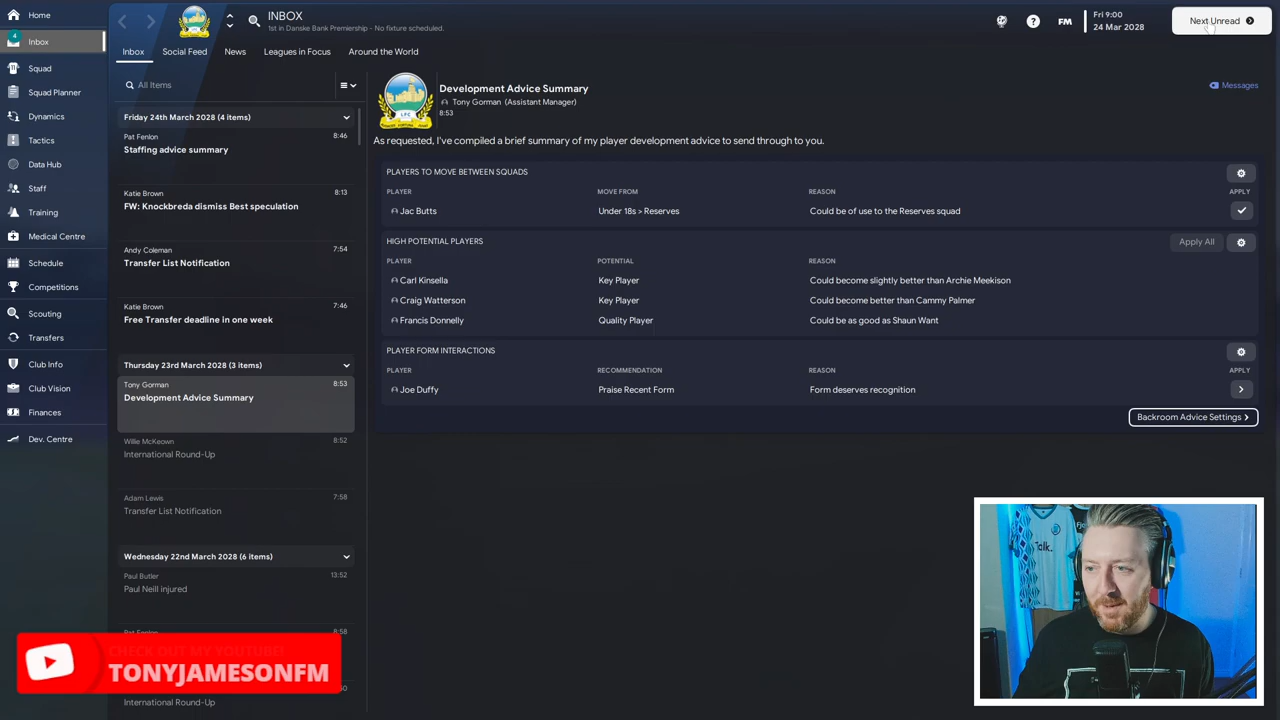 Home
4
Inbox
Squad
Squad Planner
Dynamics
Tactics
Data Hub
Staff
Training
Medical Centre
Schedule
Competitions
Scouting
Transfers
Club Info
Club Vision
Finances
Dev. Centre
INBOX
1st in Danske Bank Premiership - No fixture scheduled.
?
FM
Fri 9:00
24 Mar 2028
Next Unread
Inbox
Social Feed
News
Leagues in Focus
Around the World
All Items
Friday 24th March 2028 (4 items)
Pat Fenlon 8:46
Staffing advice summary
Katie Brown 8:13
FW: Knockbreda dismiss Best speculation
Andy Coleman 7:54
Transfer List Notification
Katie Brown 7:46
Free Transfer deadline in one week
Thursday 23rd March 2028 (3 items)
Tony Gorman 8:53
Development Advice Summary
Willie McKeown 8:52
International Round-Up
Adam Lewis 7:58
Transfer List Notification
Wednesday 22nd March 2028 (6 items)
Paul Butler 13:52
Paul Neill injured
Pat Fenlon 8:58
International Round-Up
Development Advice Summary
Tony Gorman (Assistant Manager)
8:53
Messages
As requested, I've compiled a brief summary of my player development advice to send through to you.
PLAYERS TO MOVE BETWEEN SQUADS
PLAYER MOVE FROM REASON APPLY
Jac Butts Under 18s > Reserves Could be of use to the Reserves squad
HIGH POTENTIAL PLAYERS Apply All
PLAYER POTENTIAL REASON
Carl Kinsella Key Player Could become slightly better than Archie Meekison
Craig Watterson Key Player Could become better than Cammy Palmer
Francis Donnelly Quality Player Could be as good as Shaun Want
PLAYER FORM INTERACTIONS
PLAYER RECOMMENDATION REASON APPLY
Joe Duffy Praise Recent Form Form deserves recognition
Backroom Advice Settings >
CHECK OUT MY YOUTUBE!
TONYJAMESONFM
Talk.